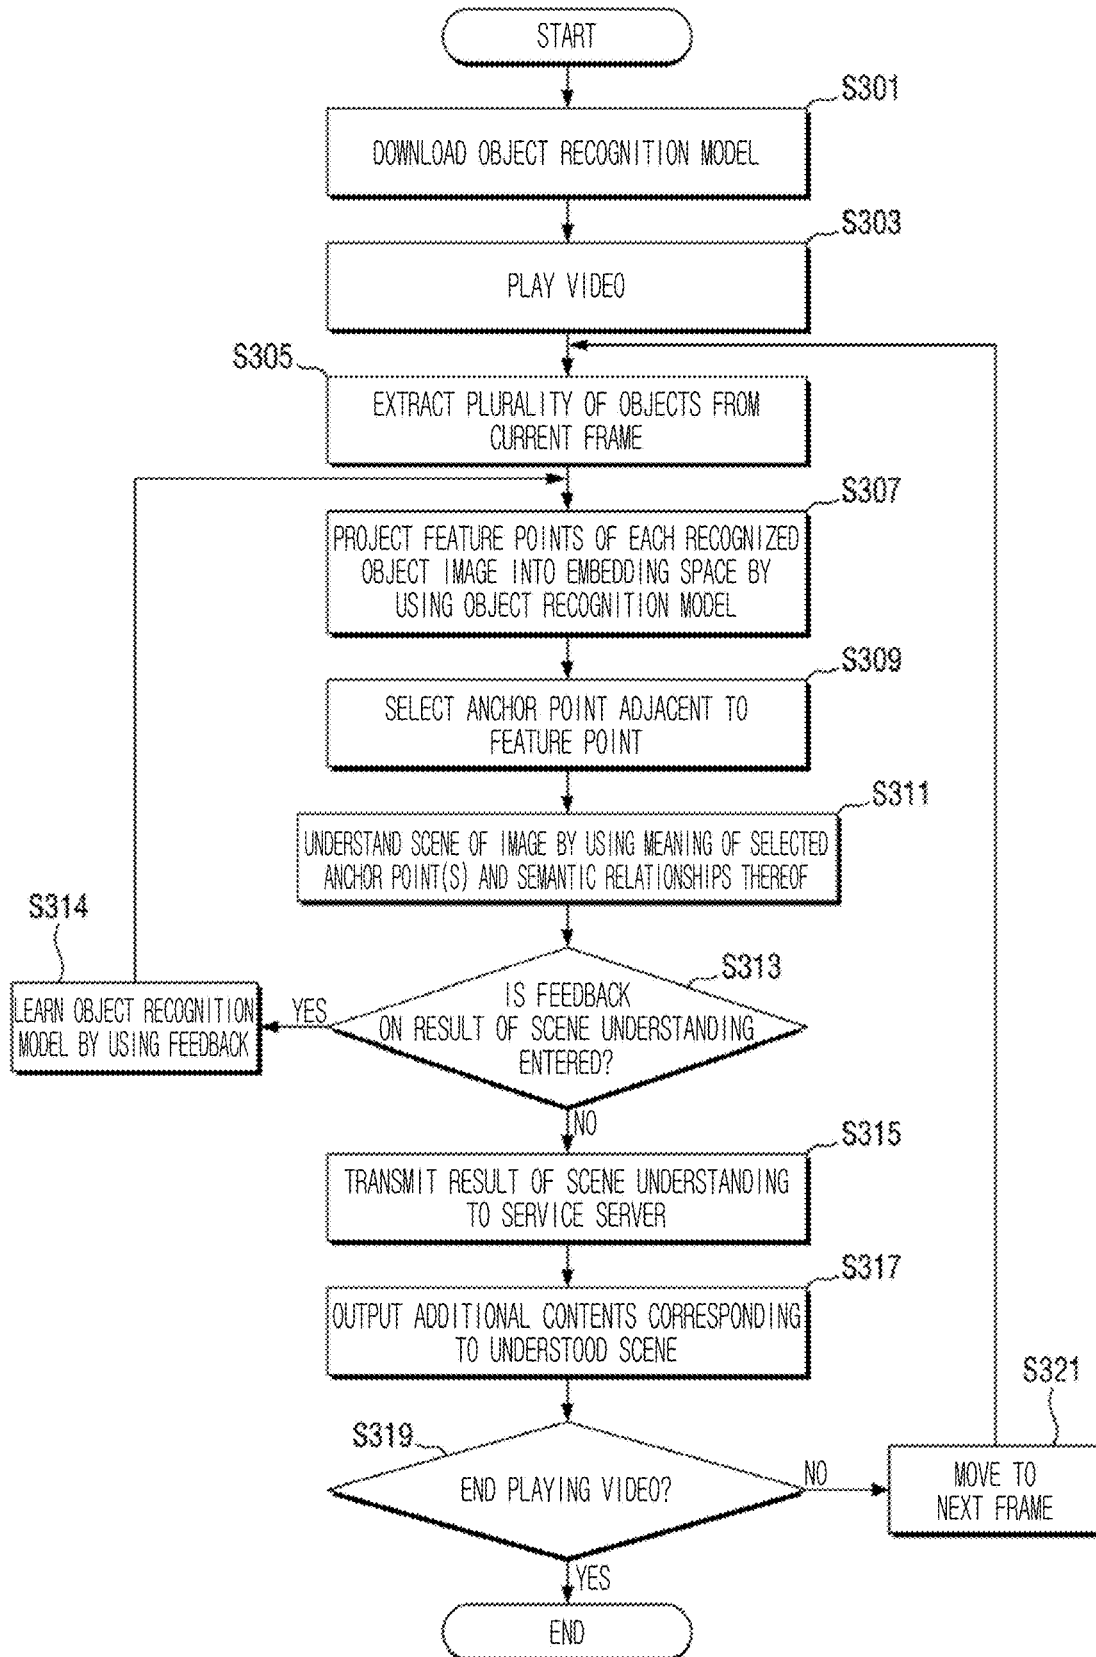 START
S301
DOWNLOAD OBJECT RECOGNITION MODEL
S303
PLAY VIDEO
S305
EXTRACT PLURALITY OF OBJECTS FROM
CURRENT FRAME
S307
PROJECT FEATURE POINTS OF EACH RECOGNIZED
OBJECT IMAGE INTO EMBEDDING SPACE BY
USING OBJECT RECOGNITION MODEL
S309
SELECT ANCHOR POINT ADJACENT TO
FEATURE POINT
S311
UNDERSTAND SCENE OF IMAGE BY USING MEANING OF SELECTED
ANCHOR POINT(S) AND SEMANTIC RELATIONSHIPS THEREOF
S313
IS FEEDBACK
ON RESULT OF SCENE UNDERSTANDING
ENTERED?
YES
S314
LEARN OBJECT RECOGNITION
MODEL BY USING FEEDBACK
NO
S315
TRANSMIT RESULT OF SCENE UNDERSTANDING
TO SERVICE SERVER
S317
OUTPUT ADDITIONAL CONTENTS CORRESPONDING
TO UNDERSTOOD SCENE
S319
END PLAYING VIDEO?
NO
S321
MOVE TO
NEXT FRAME
YES
END